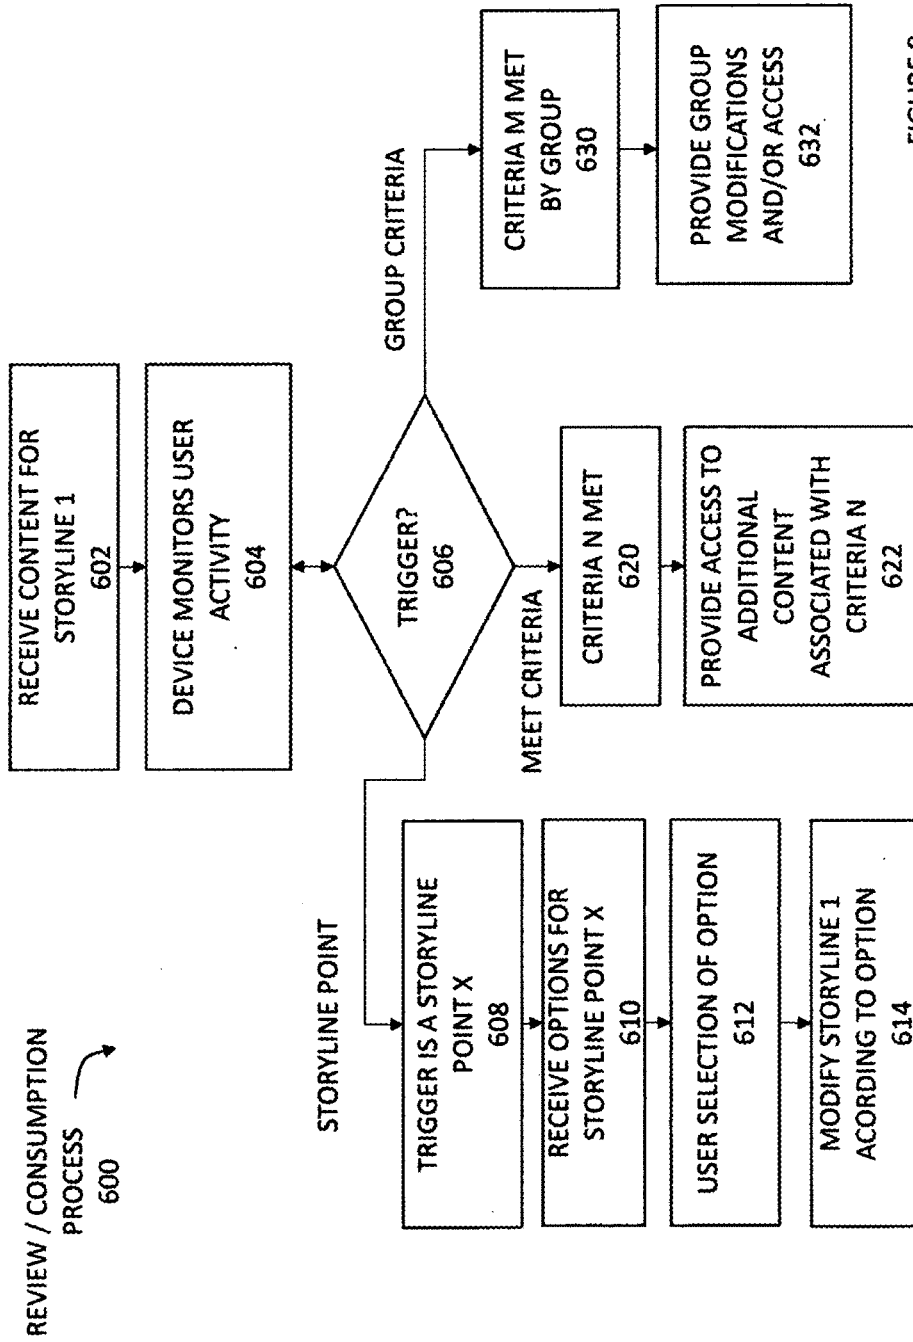 REVIEW / CONSUMPTION
PROCESS
600
RECEIVE CONTENT FOR
STORYLINE 1
602
DEVICE MONITORS USER
ACTIVITY
604
TRIGGER?
606
STORYLINE POINT
TRIGGER IS A STORYLINE
POINT X
608
RECEIVE OPTIONS FOR
STORYLINE POINT X
610
USER SELECTION OF OPTION
612
MODIFY STORYLINE 1
ACORDING TO OPTION
614
MEET CRITERIA
CRITERIA N MET
620
PROVIDE ACCESS TO
ADDITIONAL
CONTENT
ASSOCIATED WITH
CRITERIA N
622
GROUP CRITERIA
CRITERIA M MET
BY GROUP
630
PROVIDE GROUP
MODIFICATIONS
AND/OR ACCESS
632
FIGURE